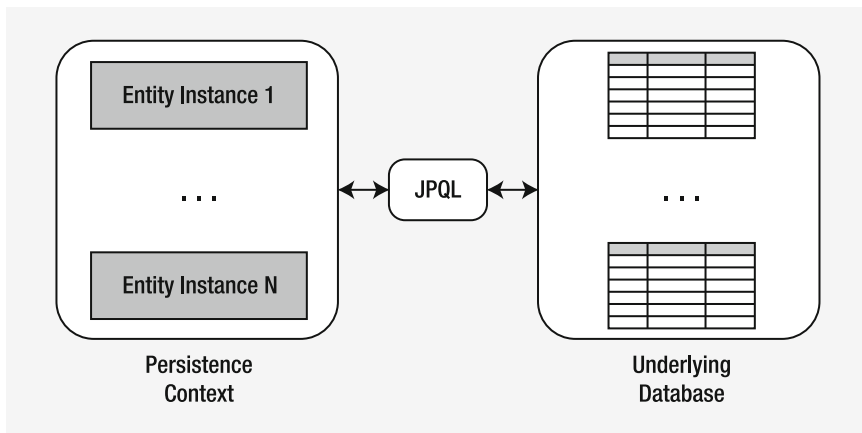 Entity Instance 1
...
Entity Instance N
JPQL
...
Persistence
Context
Underlying
Database